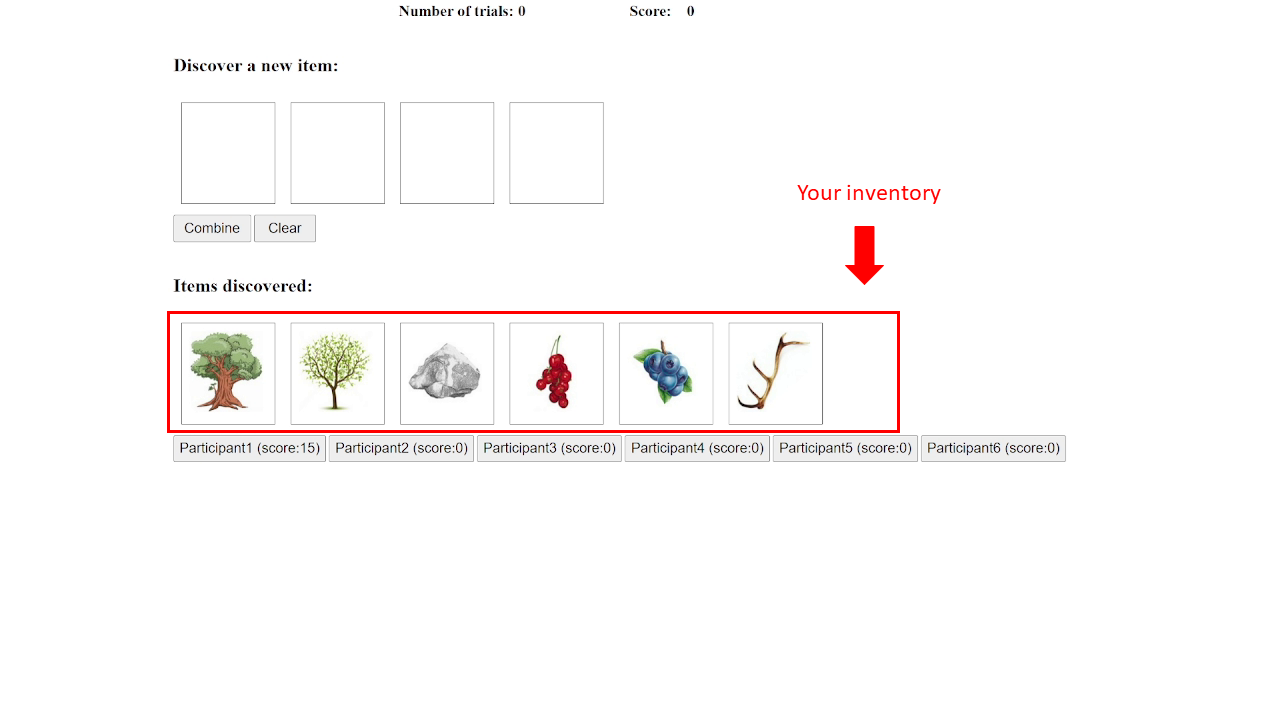 Number of trials: 0 Score: 0
Discover a new item:
Your inventory
Combine Clear
Items discovered:
Participant1 (score:15) Participant2 (score:0) Participant3 (score:0) Participant4 (score:0) Participant5 (score:0) Participant6 (score:0)